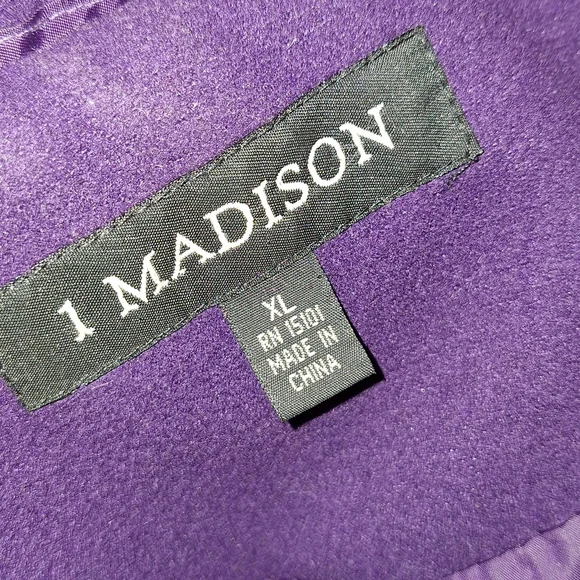 1 MADISON
XL
RN 15101
MADE IN
CHINA